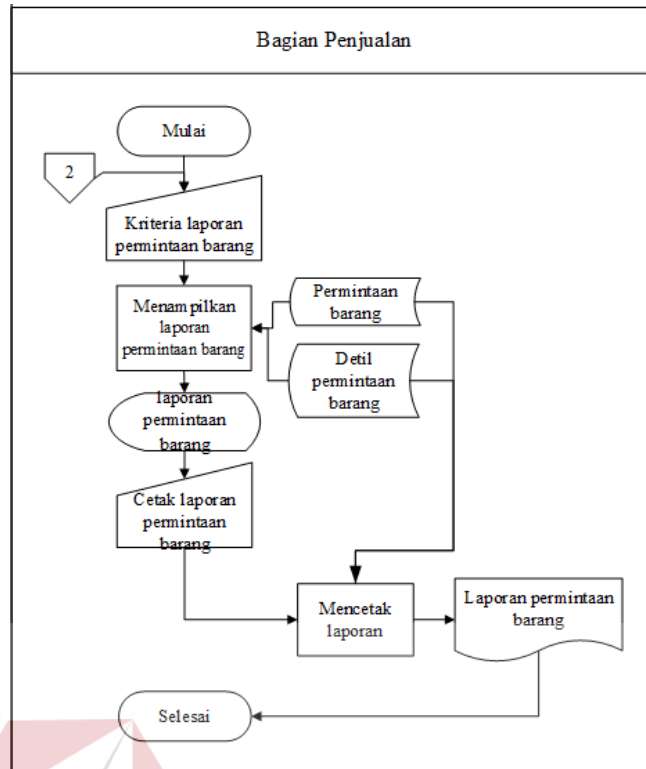 Bagian Penjualan
Mulai
2
Kriteria laporan
permintaan barang
Menampilkan
laporan
permintaan barang
Permintaan
barang
Detil
permintaan
barang
laporan
permintaan
barang
Cetak laporan
permintaan
barang
Mencetak
laporan
Laporan permintaan
barang
Selesai